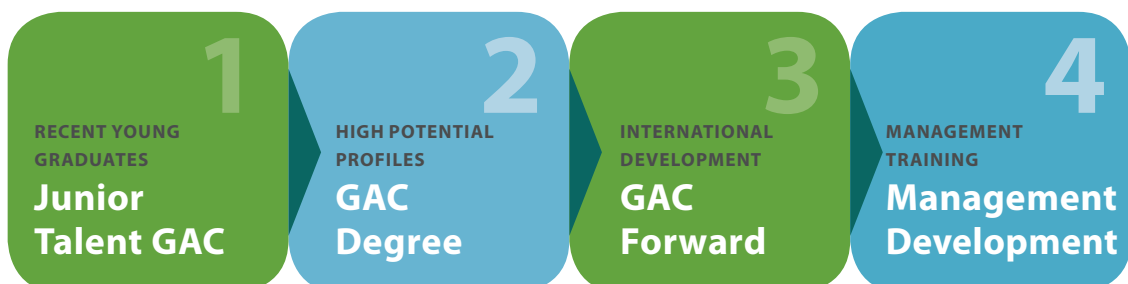 1
RECENT YOUNG
GRADUATES
Junior
Talent GAC
2
HIGH POTENTIAL
PROFILES
GAC
Degree
3
INTERNATIONAL
DEVELOPMENT
GAC
Forward
4
MANAGEMENT
TRAINING
Management
Development